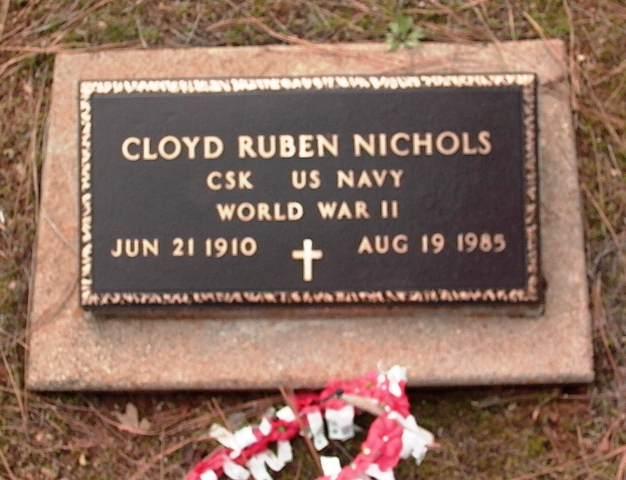 CLOYD RUBEN NICHOLS
CSK US NAVY
WORLD WAR II
JUN 21 1910 AUG 19 1985